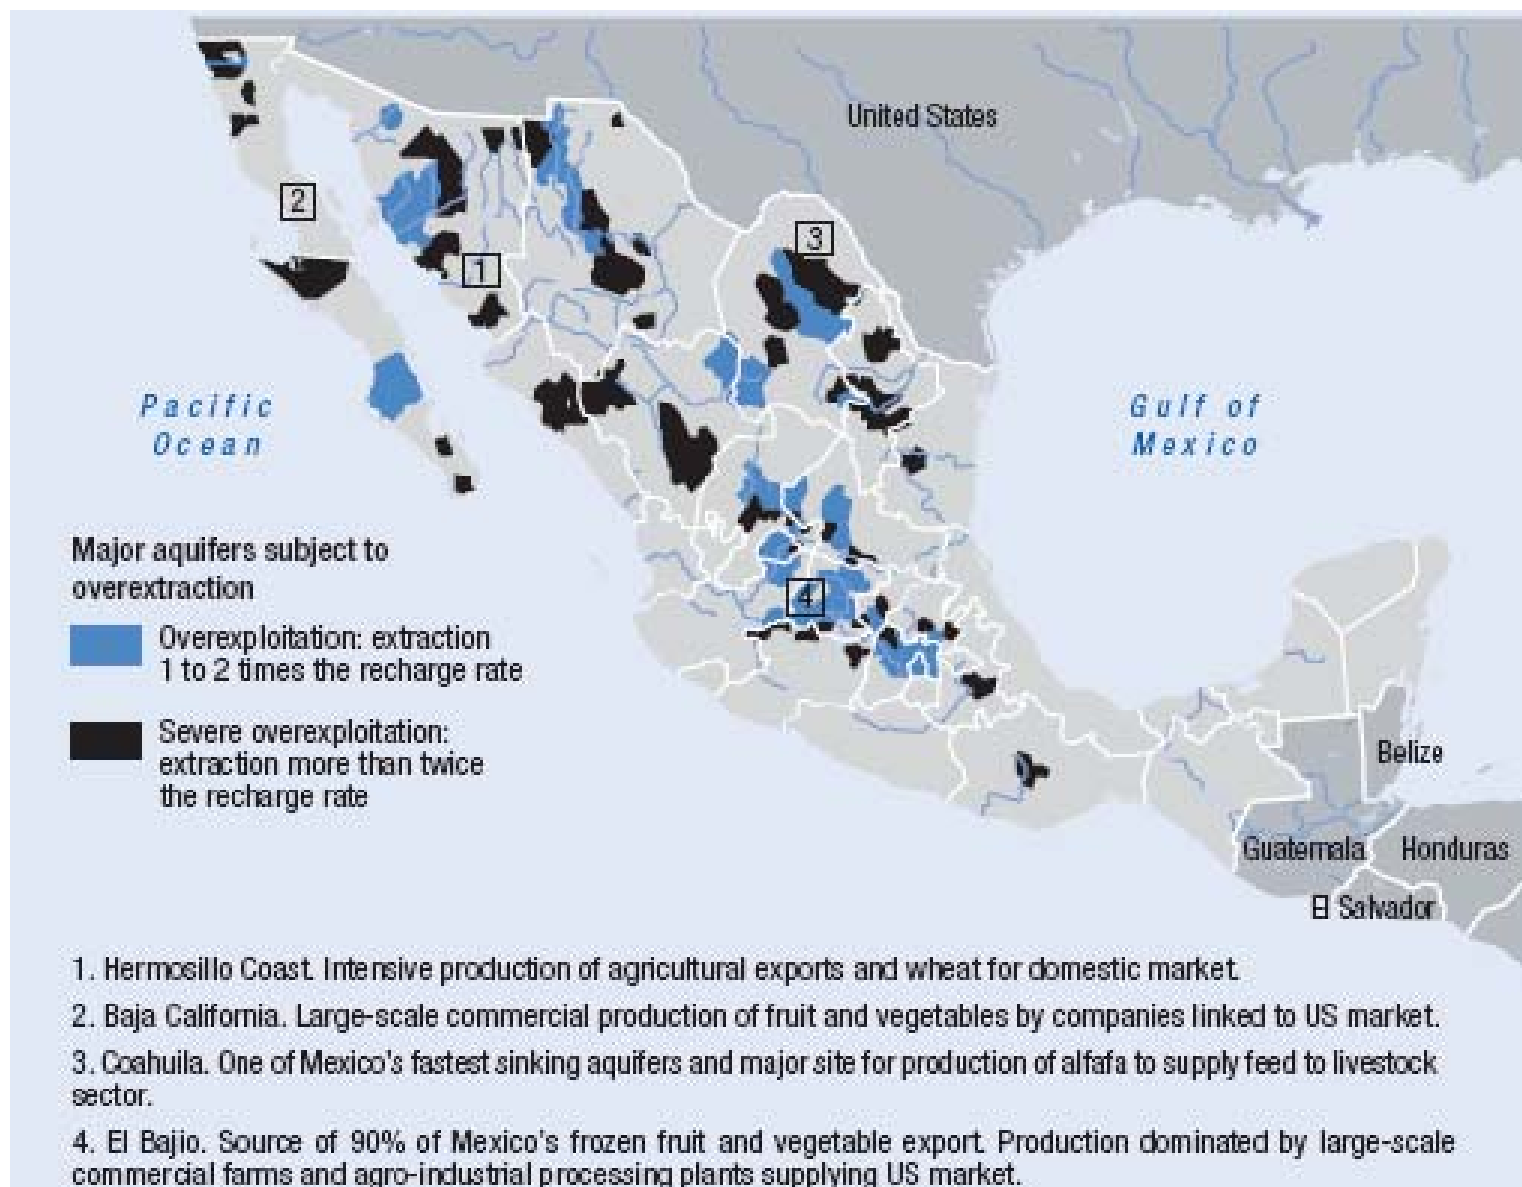 United States
2
3
1
Pacific
Ocean
Gulf of
Mexico
Major aquifers subject to
overextraction
4
Overexploitation: extraction
1 to 2 times the recharge rate
Severe overexploitation:
extraction more than twice
the recharge rate
Belize
Guatemala
Honduras
El Salvador
1. Hermosillo Coast. Intensive production of agricultural exports and wheat for domestic market.
2. Baja California. Large-scale commercial production of fruit and vegetables by companies linked to US market.
3. Coahuila. One of Mexico's fastest sinking aquifers and major site for production of alfafa to supply feed to livestock
sector.
4. El Bajio. Source of 90% of Mexico's frozen fruit and vegetable export. Production dominated by large-scale
commercial farms and agro-industrial processing plants supplying US market.